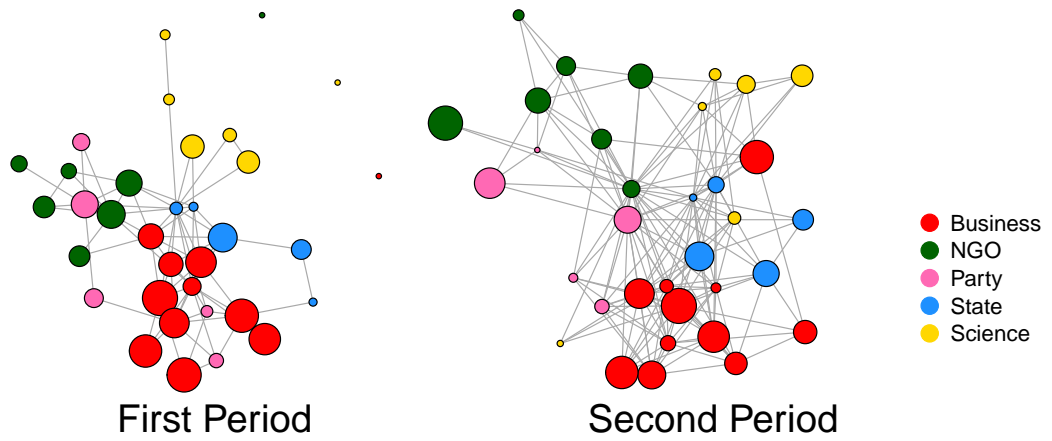 Business
NGO
Party
State
Science
First Period
Second Period